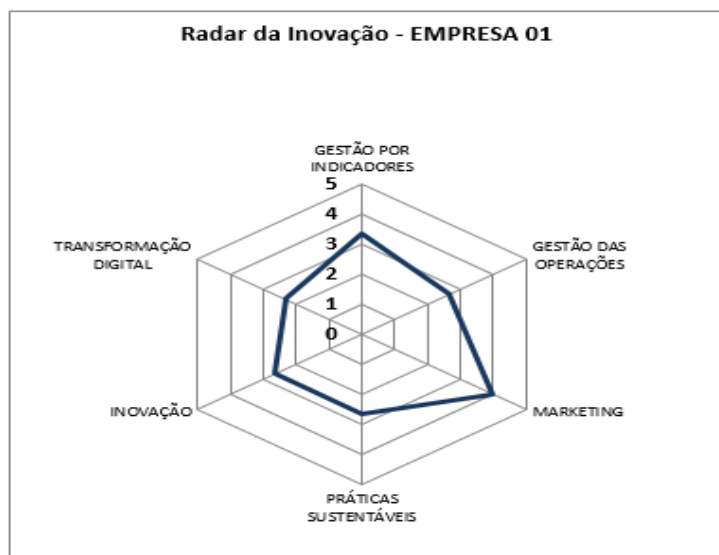 Radar da Inovação - EMPRESA 01
GESTÃO POR
INDICADORES
5
4
3
2
1
0
TRANSFORMAÇÃO
DIGITAL
GESTÃO DAS
OPERAÇÕES
INOVAÇÃO
MARKETING
PRÁTICAS
SUSTENTÁVEIS